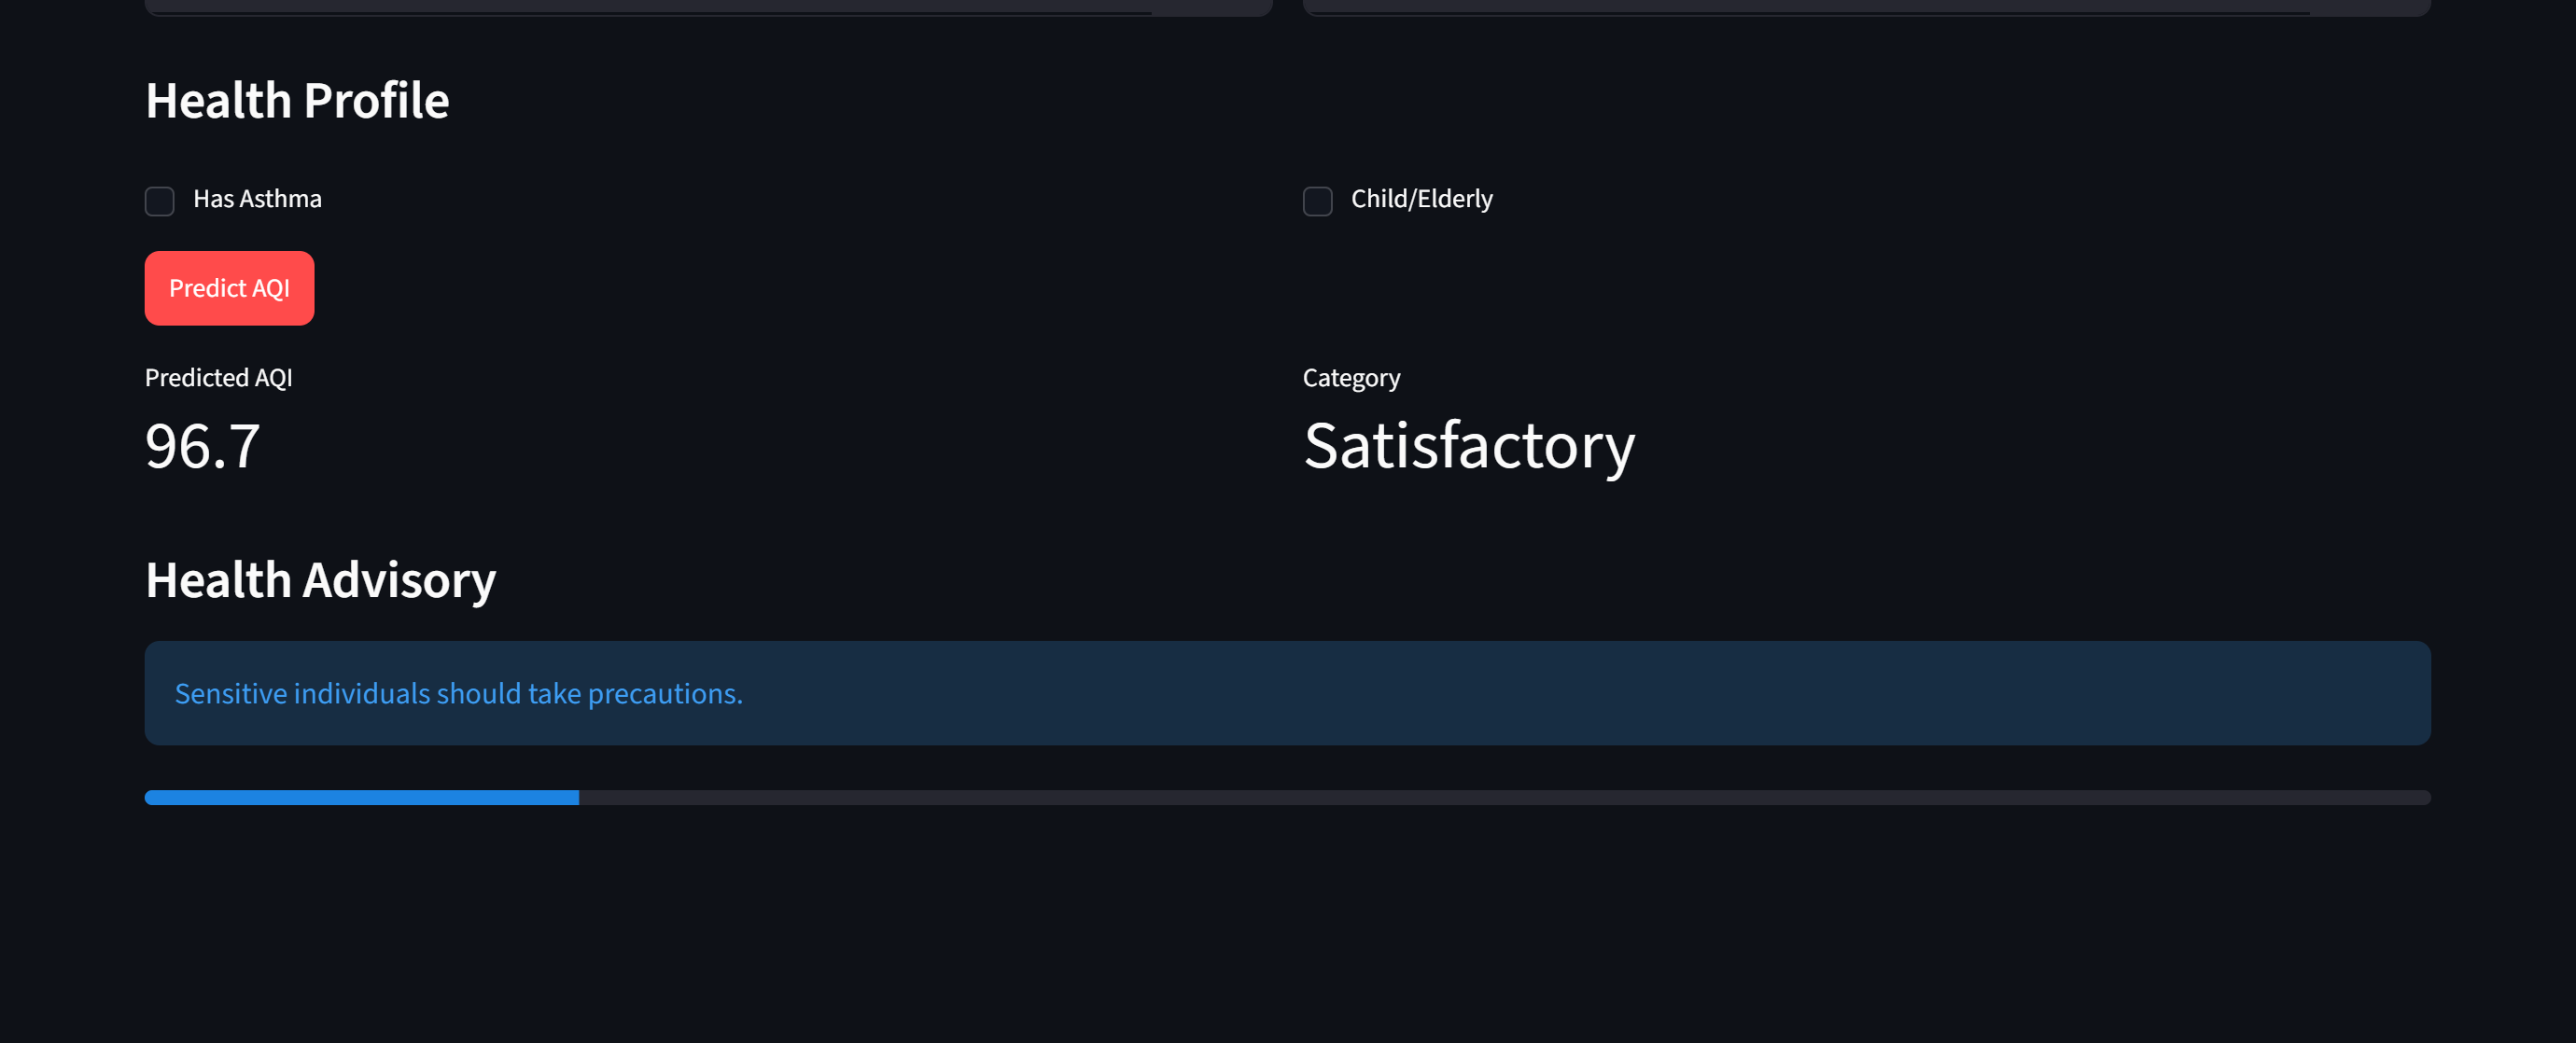 Health Profile
Has Asthma
Child/Elderly
Predict AQI
Predicted AQI
Category
96.7
Satisfactory
Health Advisory
Sensitive individuals should take precautions.